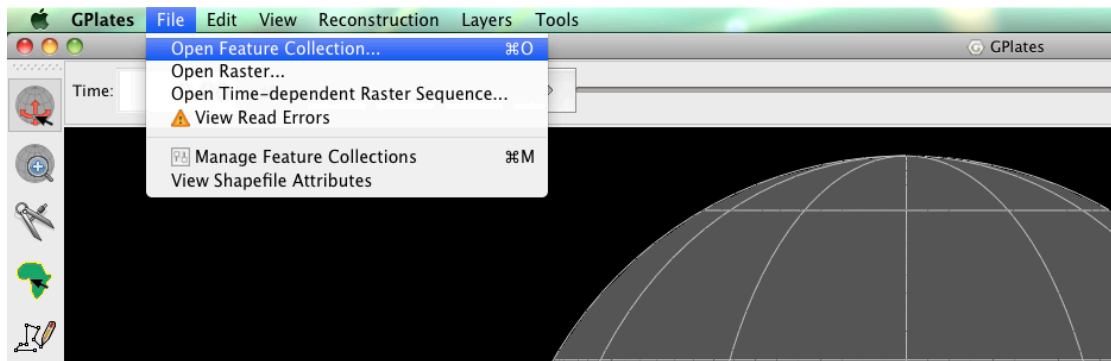 GPlates File Edit View Reconstruction Layers Tools
GPlates
Open Feature Collection... ⌘O
Open Raster...
Time:
Open Time-dependent Raster Sequence...
View Read Errors
Manage Feature Collections ⌘M
View Shapefile Attributes